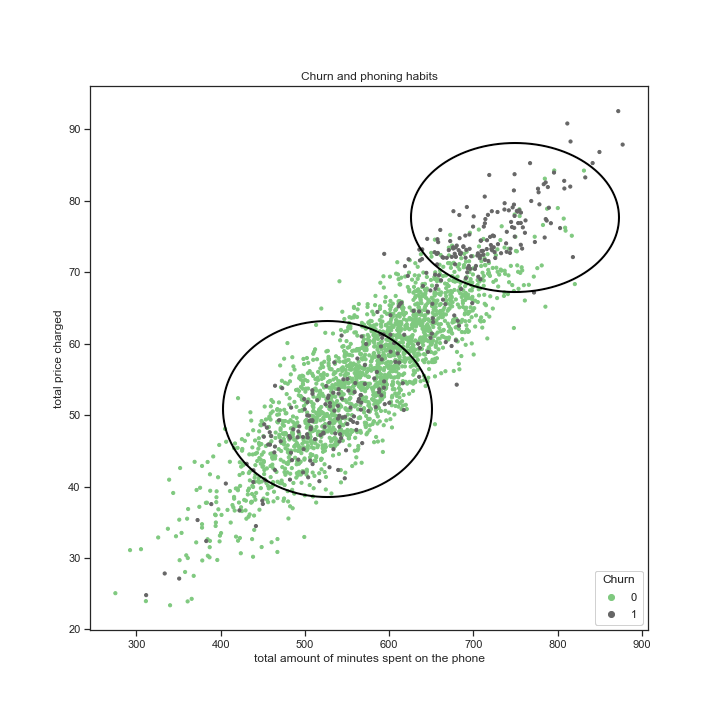 Churn and phoning habits
total price charged
90
80
70
60
50
40
30
20
300 400 500 600 700 800 900
total amount of minutes spent on the phone
Churn
0
1